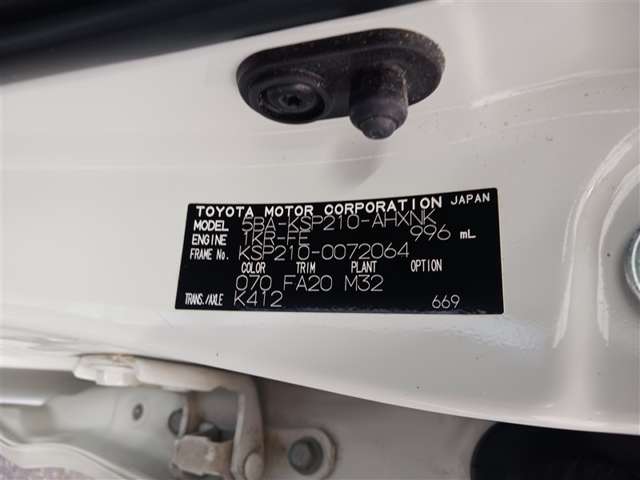 TOYOTA MOTOR CORPORATION JAPAN
MODEL 5BA-KSP210-AHXNK
ENGINE 1KR-FE 996 mL
FRAME No. KSP210-0072064
COLOR TRIM PLANT OPTION
070 FA20 M32
TRANS./AXLE K412 669